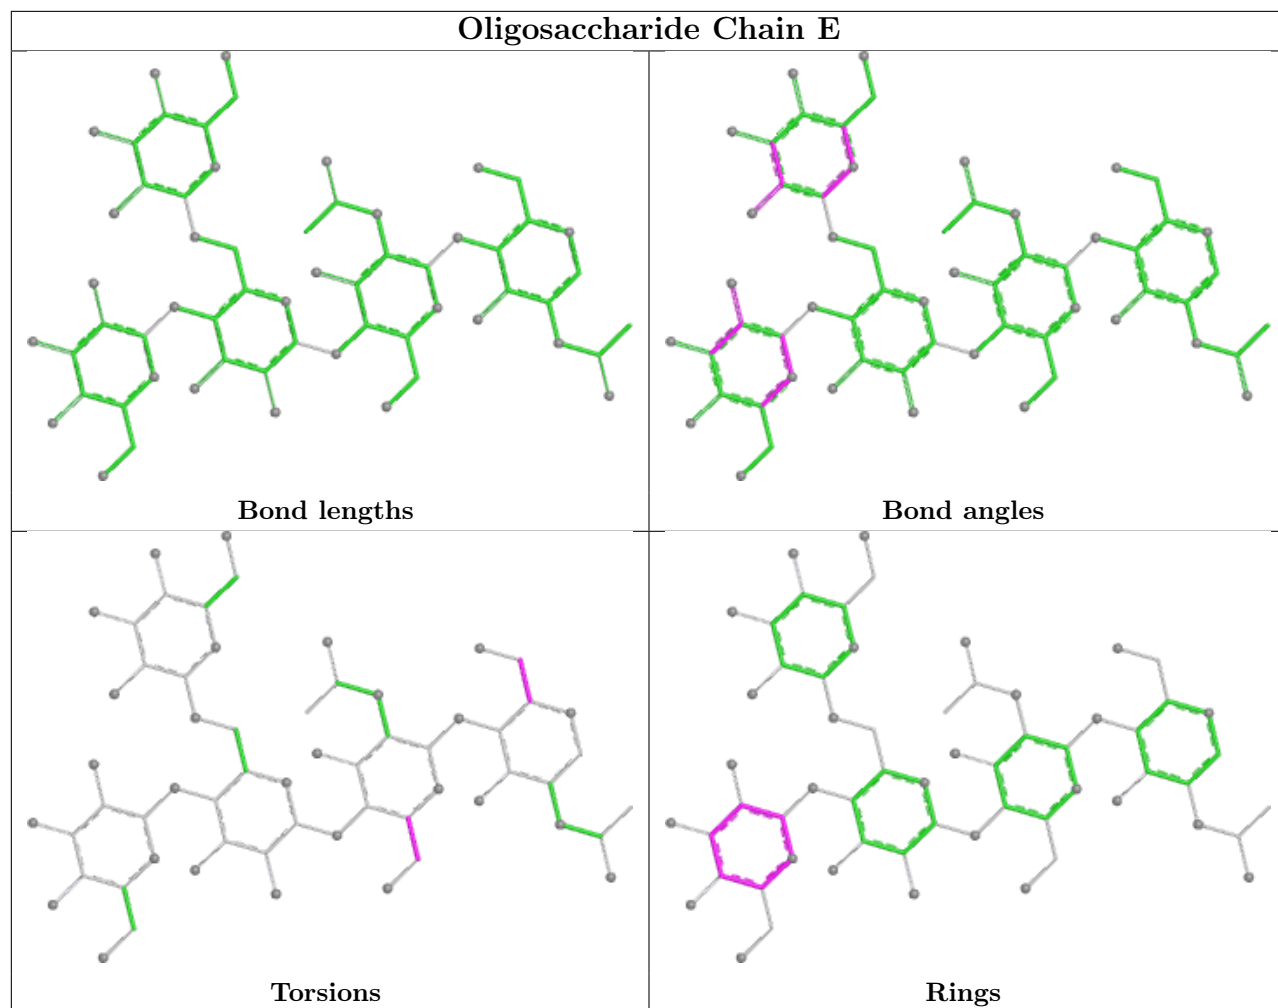 Oligosaccharide Chain E
Bond lengths
Bond angles
Torsions
Rings